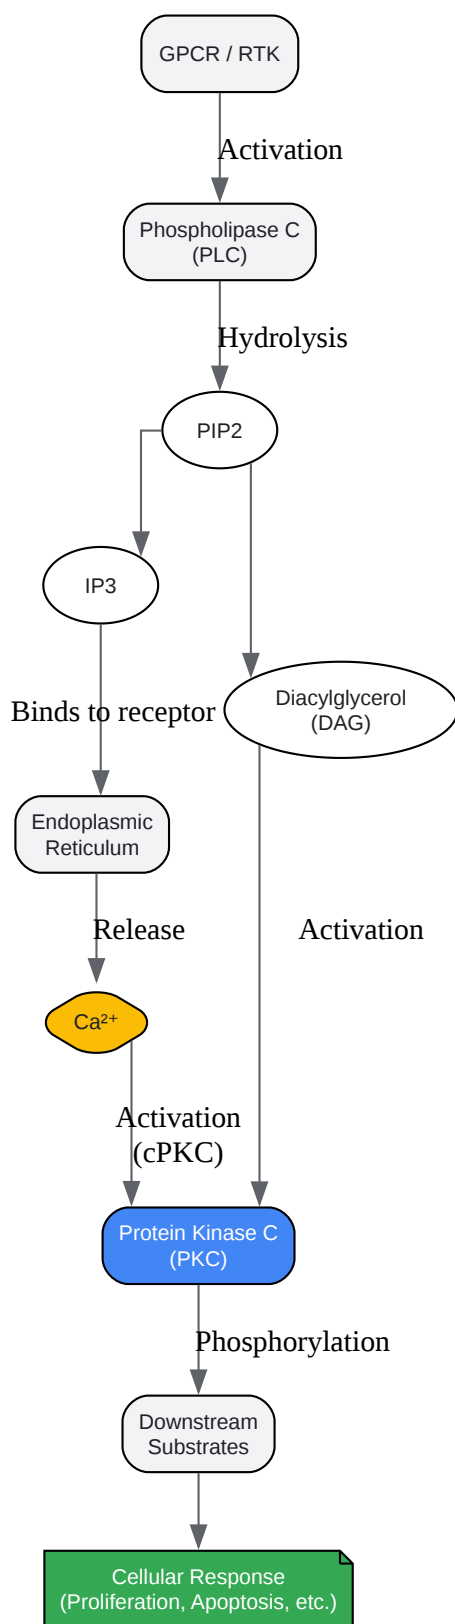 GPCR / RTK
Activation
Phospholipase C
(PLC)
Hydrolysis
PIP2
IP3
Diacylglycerol
(DAG)
Binds to receptor
Endoplasmic
Reticulum
Release
Activation
Ca²⁺
Activation
(cPKC)
Protein Kinase C
(PKC)
Phosphorylation
Downstream
Substrates
Cellular Response
(Proliferation, Apoptosis, etc.)